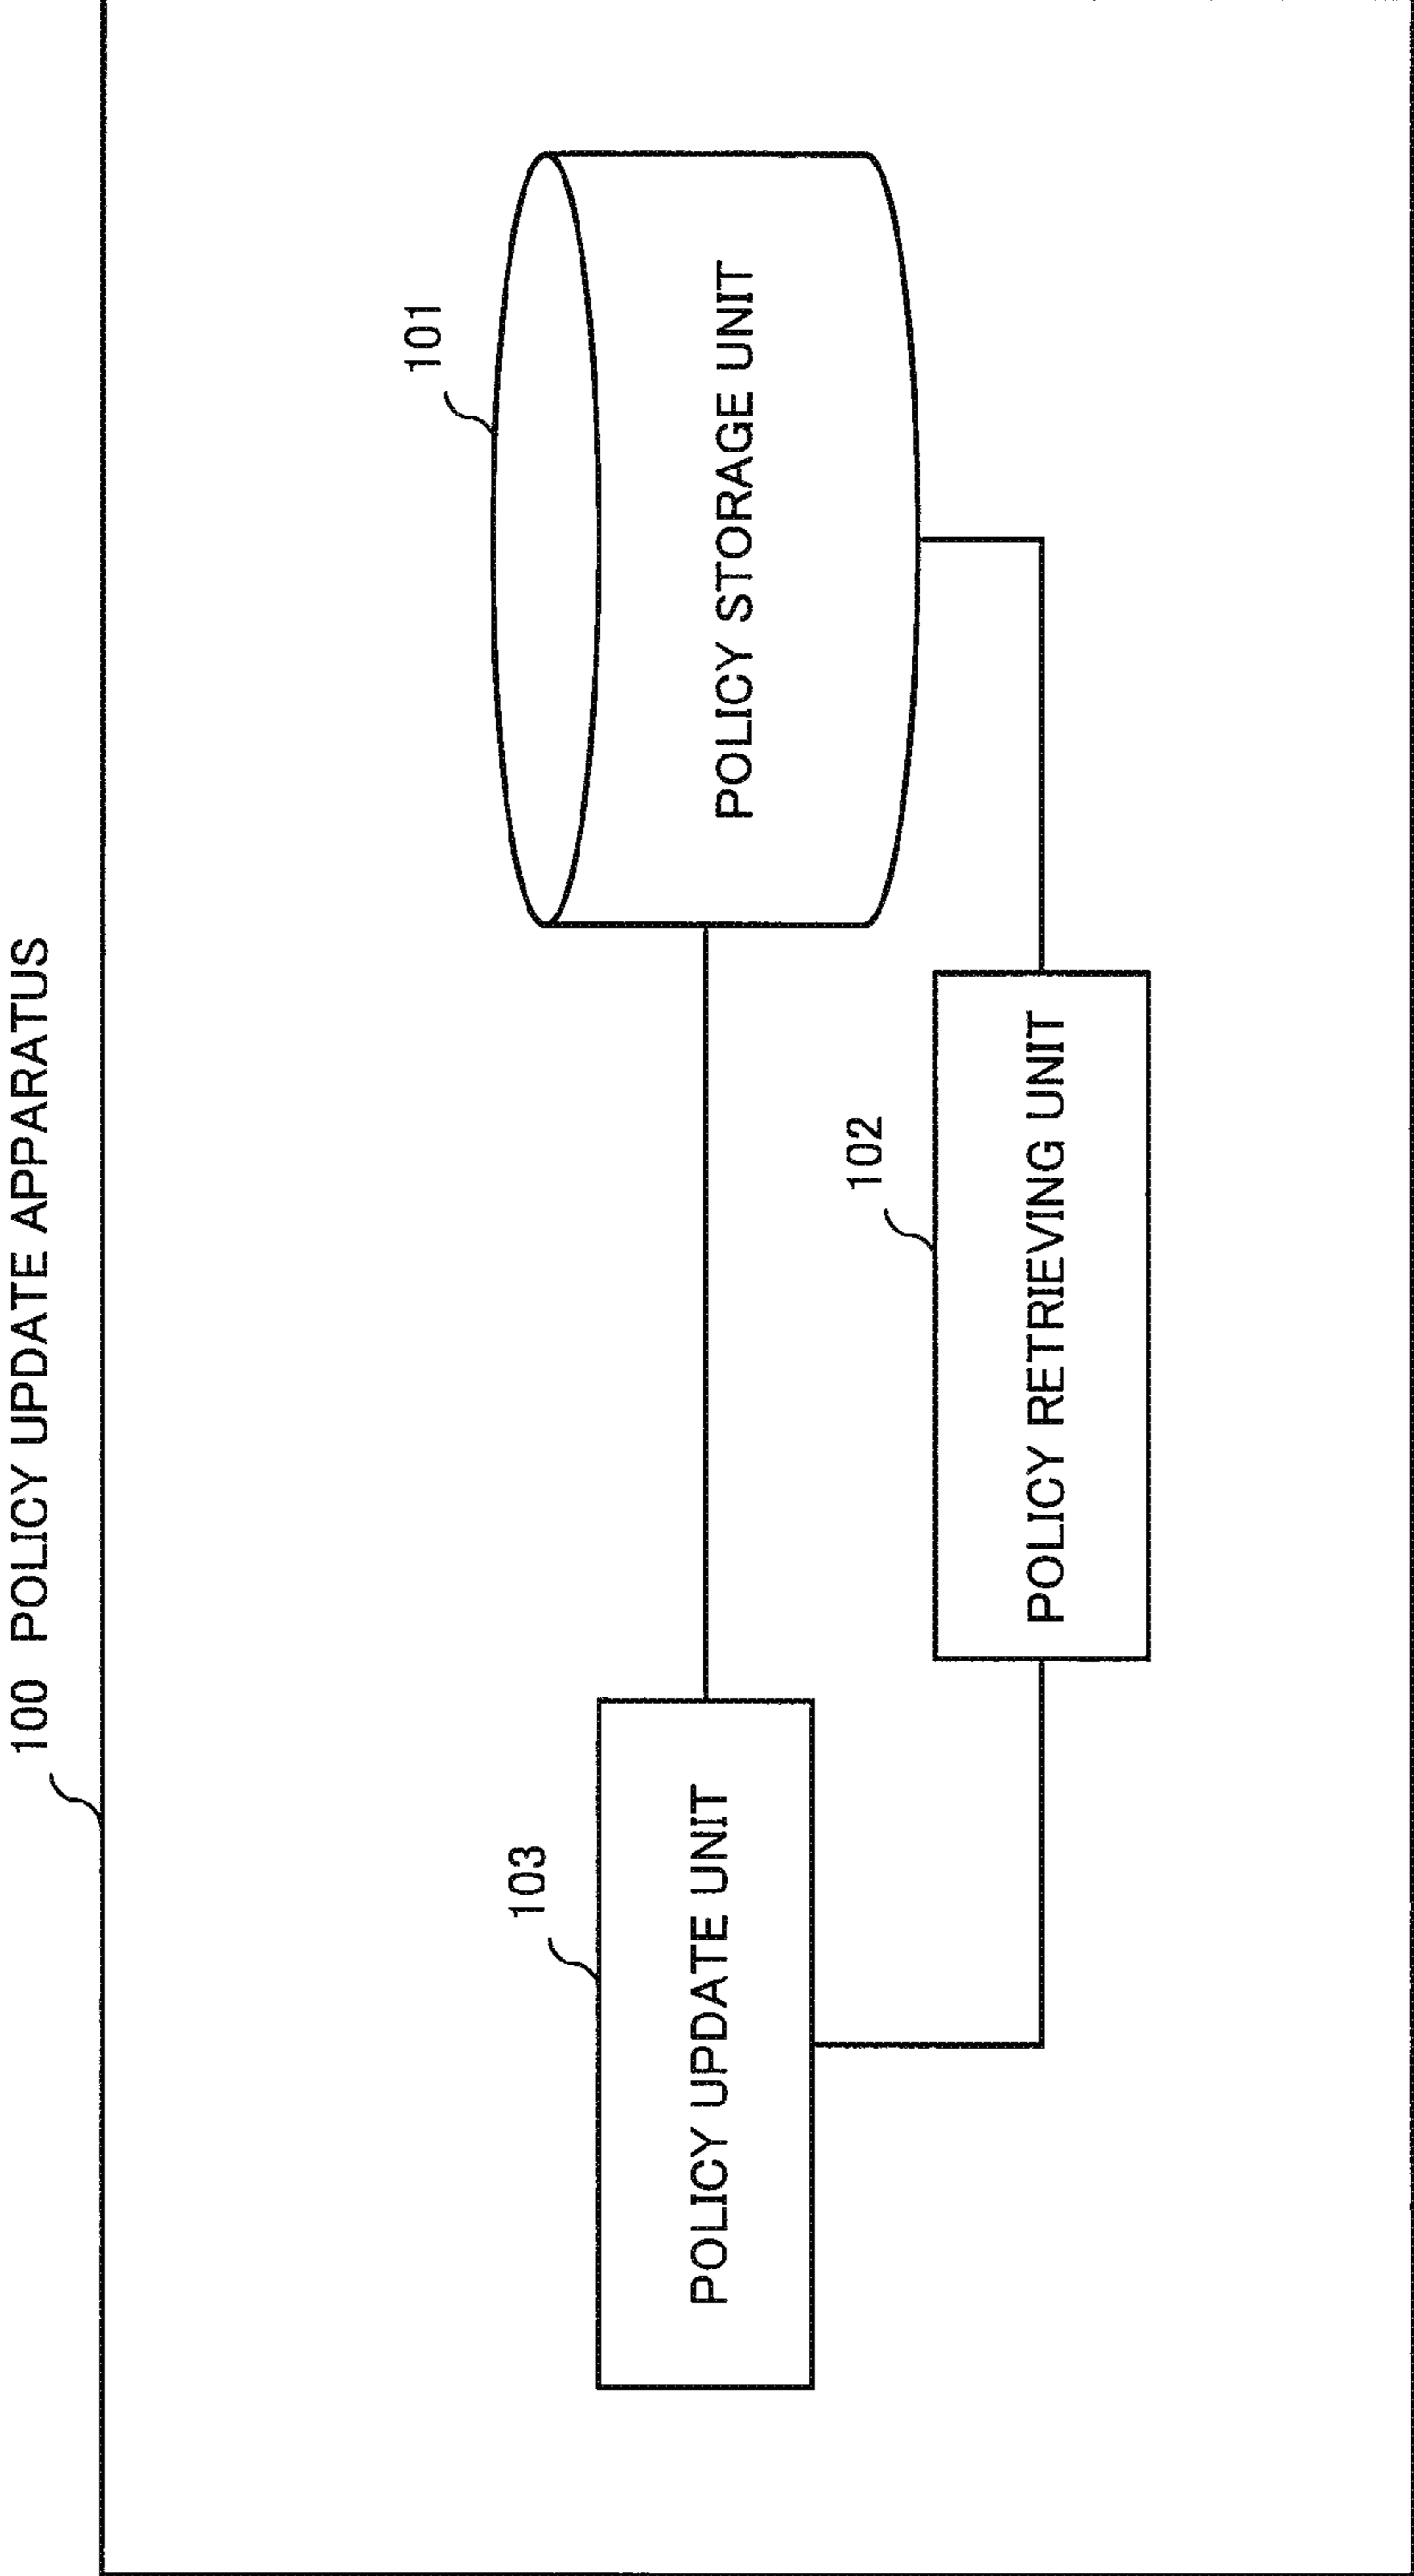 100 POLICY UPDATE APPARATUS
101
POLICY STORAGE UNIT
103
POLICY UPDATE UNIT
102
POLICY RETRIEVING UNIT